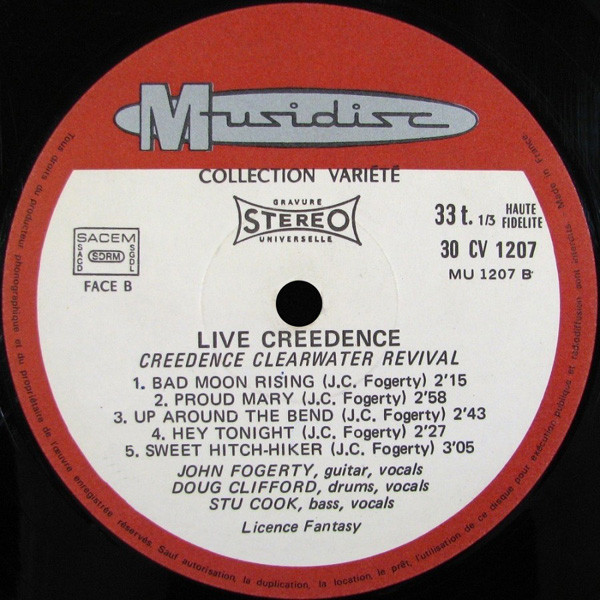 Musidisc
COLLECTION VARIÉTÉ
GRAVURE
STEREO
UNIVERSELLE
33 t. 1/3 HAUTE FIDELITE
30 CV 1207
MU 1207 B
SACEM
SACD SDRM SGDL
FACE B
LIVE CREEDENCE
CREEDENCE CLEARWATER REVIVAL
1. BAD MOON RISING (J.C. Fogerty) 2'15
2. PROUD MARY (J.C. Fogerty) 2'58
3. UP AROUND THE BEND (J.C. Fogerty) 2'43
4. HEY TONIGHT (J.C. Fogerty) 2'27
5. SWEET HITCH-HIKER (J.C. Fogerty) 3'05
JOHN FOGERTY, guitar, vocals
DOUG CLIFFORD, drums, vocals
STU COOK, bass, vocals
Licence Fantasy
Tous droits du producteur phonographique et du propriétaire de l'œuvre enregistrée réservés. Sauf autorisation, la duplication, la location, le prêt, l'utilisation de ce disque pour exécution publique et radiodiffusion sont interdits. Made in France